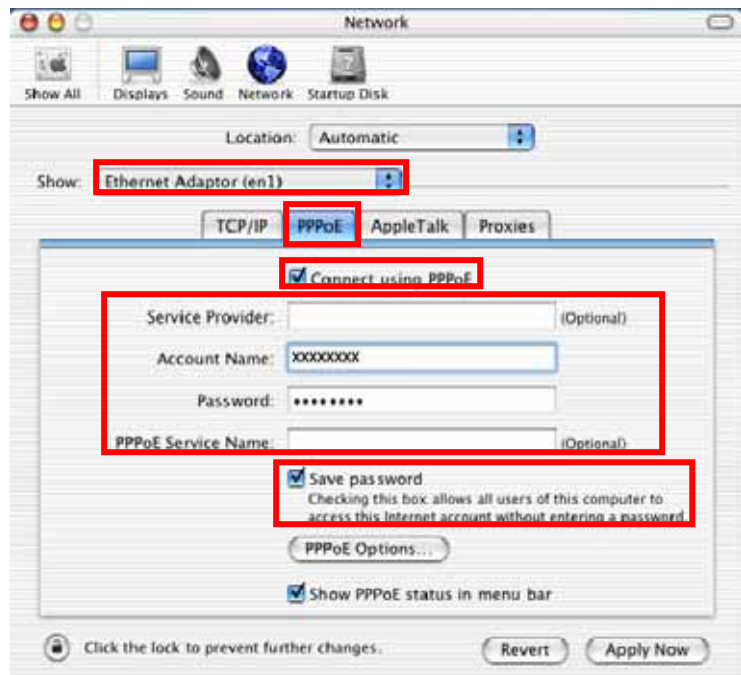 Network
Show All Displays Sound Network Startup Disk
Location: Automatic
Show: Ethernet Adaptor (en1)
TCP/IP PPPoE AppleTalk Proxies
Connect using PPPoE
Service Provider: (Optional)
Account Name: xxxxxxxx
Password: ••••••••
PPPoE Service Name: (Optional)
Save password
Checking this box allows all users of this computer to
access this Internet account without entering a password
PPPoE Options...
Show PPPoE status in menu bar
Click the lock to prevent further changes. Revert Apply Now